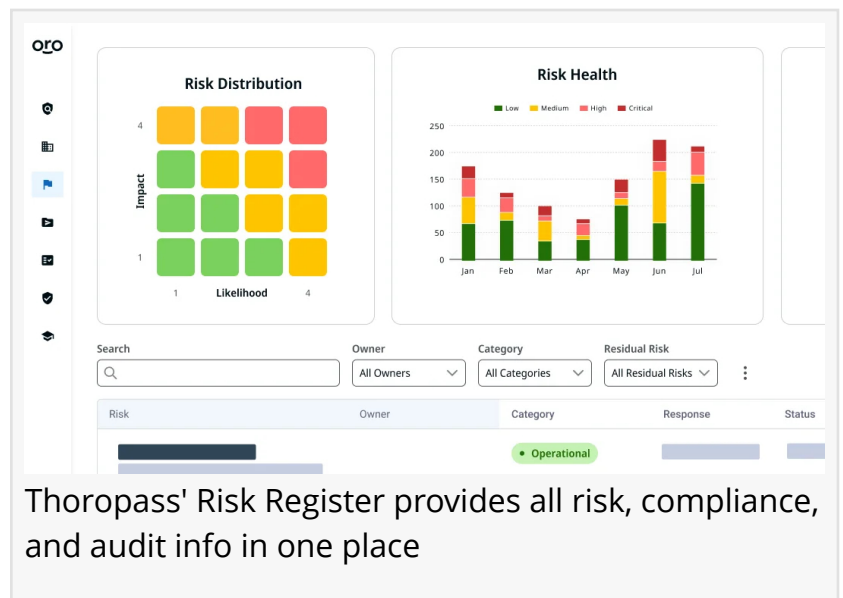 oro
Risk Distribution
4
Impact
1
1 Likelihood 4
Risk Health
Low Medium High Critical
250
200
150
100
50
0
Jan Feb Mar Apr May Jun Jul
Search Owner Category Residual Risk
All Owners All Categories All Residual Risks
Risk Owner Category Response Status
Operational
Thoropass' Risk Register provides all risk, compliance,
and audit info in one place